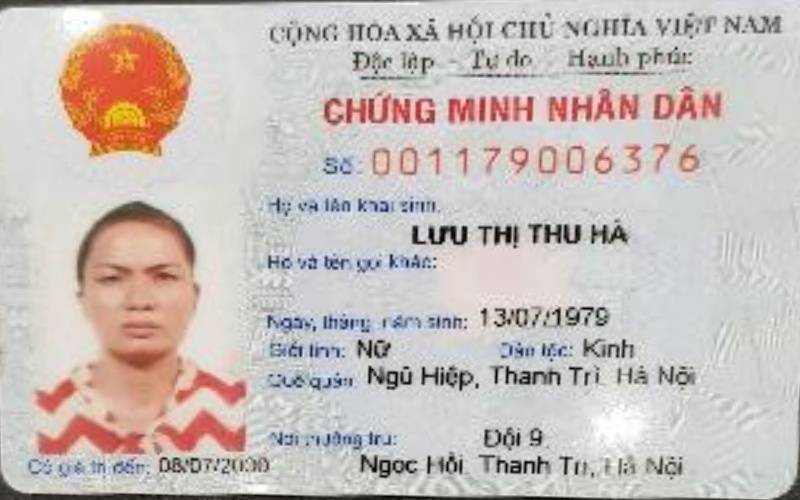 CỘNG HÒA XÃ HỘI CHỦ NGHĨA VIỆT NAM
Độc lập - Tự do - Hạnh phúc
CHỨNG MINH NHÂN DÂN
Số: 001179006376
Họ và tên khai sinh:
LƯU THỊ THU HÀ
Họ và tên gọi khác:
Ngày, tháng, năm sinh: 13/07/1979
Giới tính: Nữ Dân tộc: Kinh
Quê quán: Ngũ Hiệp, Thanh Trì, Hà Nội
Nơi thường trú: Đội 9
Ngọc Hồi, Thanh Trì, Hà Nội
Có giá trị đến: 08/07/